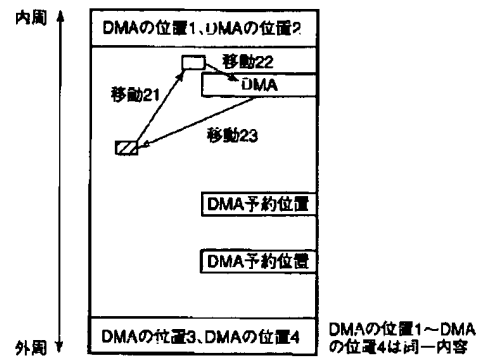 内周
DMAの位置1、DMAの位置2
移動22
DMA
移動21
移動23
DMA予約位置
DMA予約位置
DMAの位置3、DMAの位置4
外周
DMAの位置1~DMA
の位置4は同一内容